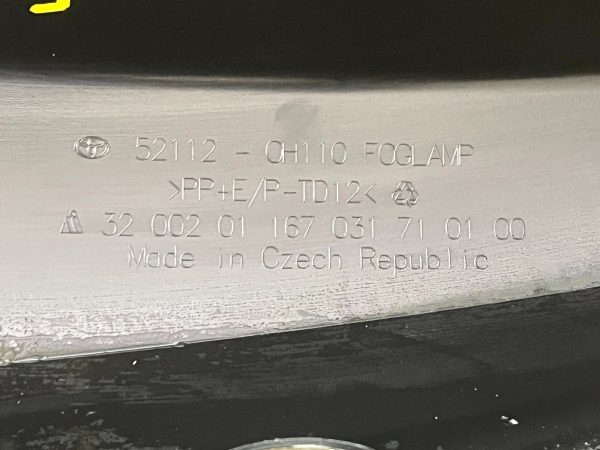 52112 - 0H110 FOGLAMP
>PP+E/P-TD12<
32 002 01 167 031 71 01 00
Made in Czech Republic